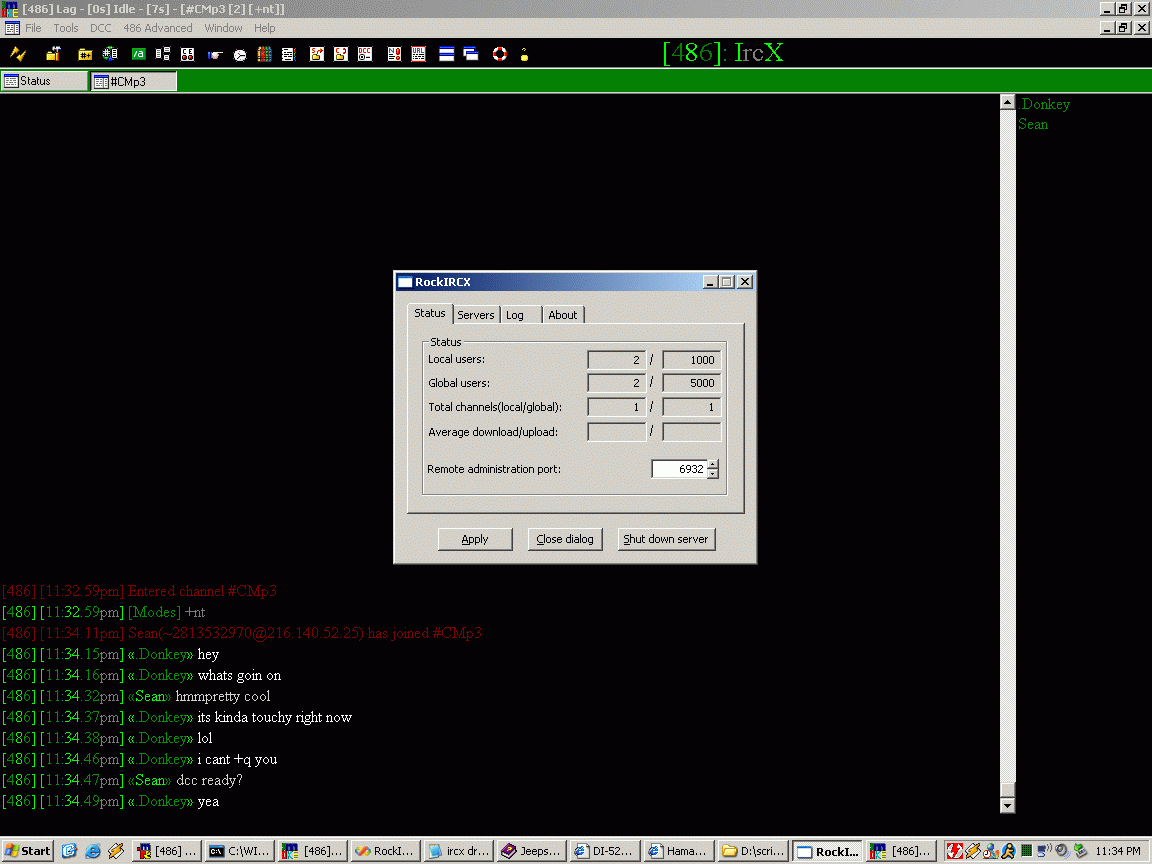 [486] Lag - [0s] Idle - [7s] - [#CMp3 [2] [+nt]]
File Tools DCC 486 Advanced Window Help
[486]: IrcX
Status #CMp3
.Donkey
Sean
RockIRCX
Status Servers Log About
Status
Local users: 2 / 1000
Global users: 2 / 5000
Total channels(local/global): 1 / 1
Average download/upload: /
Remote administration port: 6932
Apply Close dialog Shut down server
[486] [11:32.59pm] Entered channel #CMp3
[486] [11:32.59pm] [Modes] +nt
[486] [11:34.11pm] Sean(~2813532970@216.140.52.25) has joined #CMp3
[486] [11:34.15pm] «.Donkey» hey
[486] [11:34.16pm] «.Donkey» whats goin on
[486] [11:34.32pm] «Sean» hmmpretty cool
[486] [11:34.37pm] «.Donkey» its kinda touchy right now
[486] [11:34.38pm] «.Donkey» lol
[486] [11:34.46pm] «.Donkey» i cant +q you
[486] [11:34.47pm] «Sean» dcc ready?
[486] [11:34.49pm] «.Donkey» yea
Start [486] ... C:\WI... [486]... RockI... ircx dr... Jeeps... DI-52... Hama... D:\scri... RockI... [486]... 11:34 PM